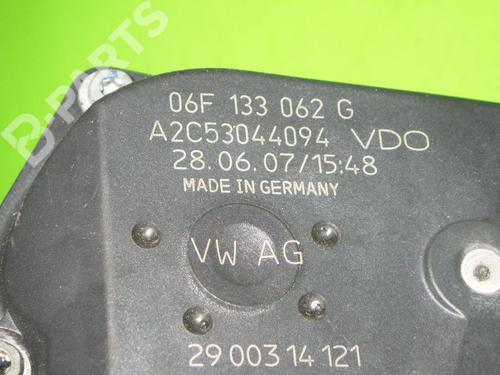 06F 133 062 G
A2C53044094 VDO
28.06.07/15:48
MADE IN GERMANY
VW AG
29 003 14 121
B-PARTS